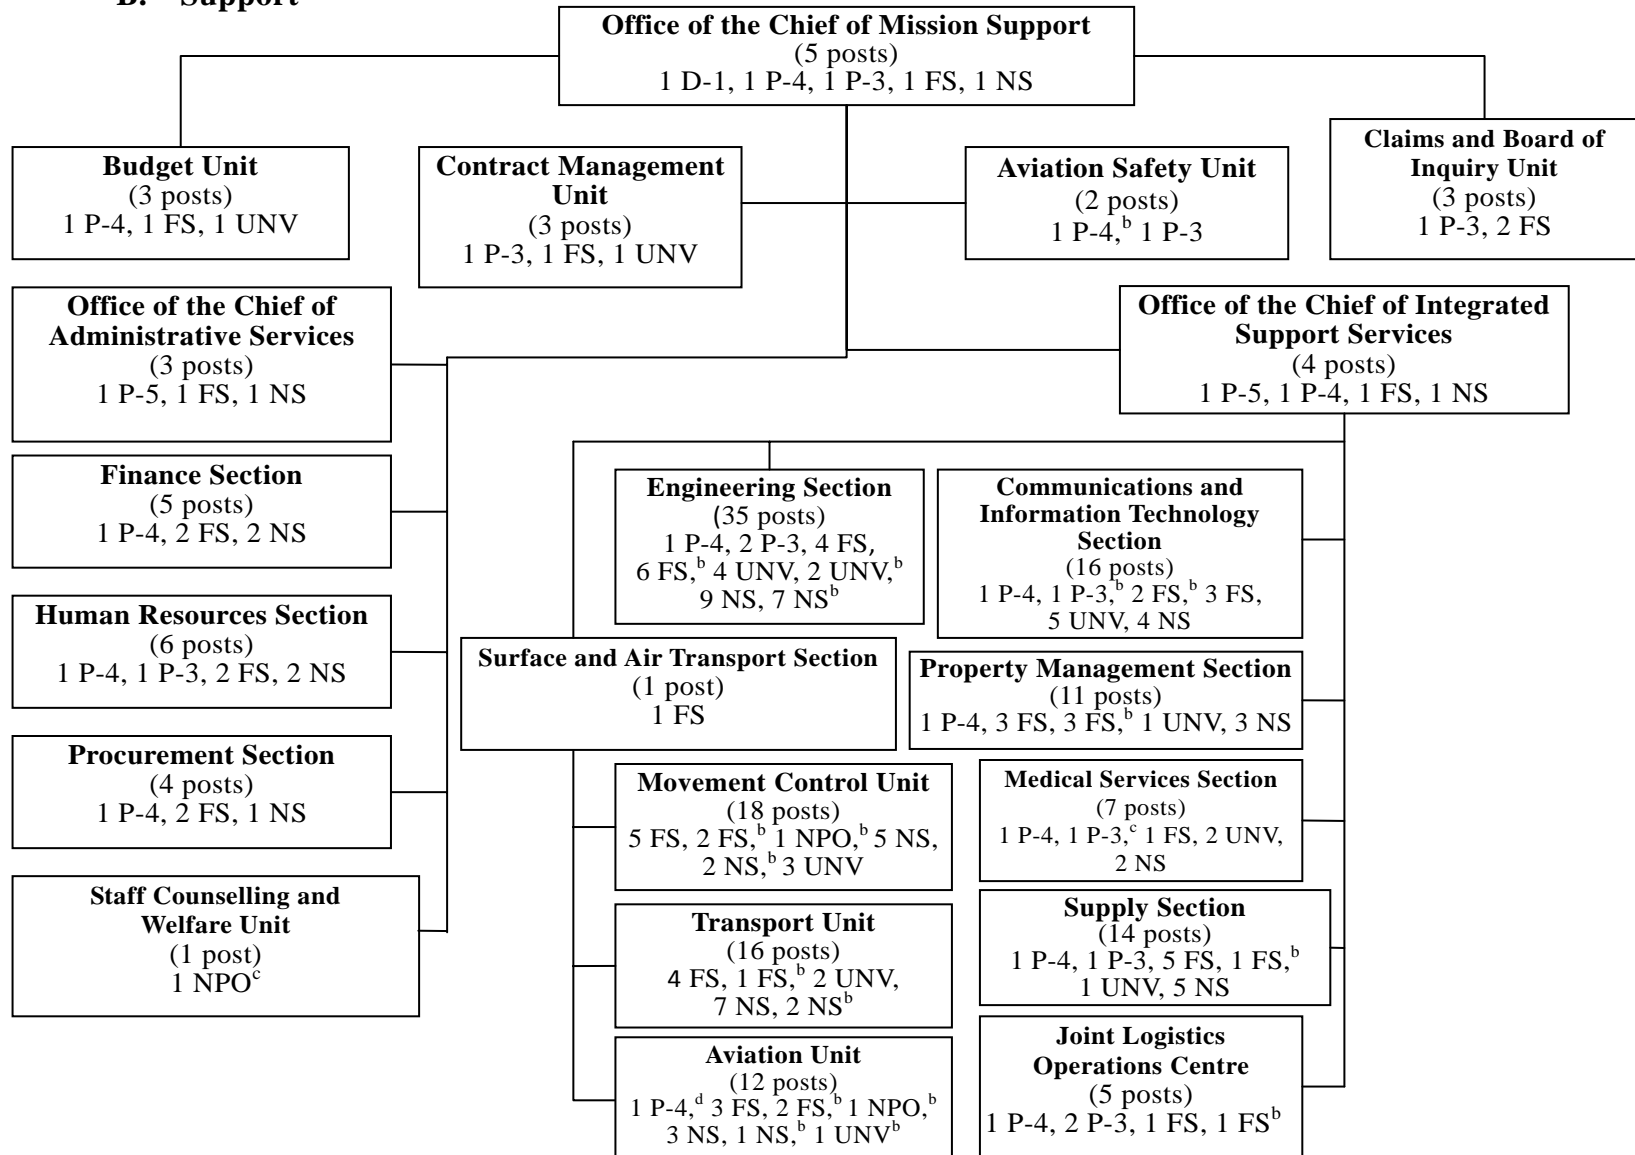 B. Support
Office of the Chief of Mission Support
(5 posts)
1 D-1, 1 P-4, 1 P-3, 1 FS, 1 NS
Budget Unit
(3 posts)
1 P-4, 1 FS, 1 UNV
Contract Management
Unit
(3 posts)
1 P-3, 1 FS, 1 UNV
Aviation Safety Unit
(2 posts)
1 P-4,ᵇ 1 P-3
Claims and Board of
Inquiry Unit
(3 posts)
1 P-3, 2 FS
Office of the Chief of
Administrative Services
(3 posts)
1 P-5, 1 FS, 1 NS
Office of the Chief of Integrated
Support Services
(4 posts)
1 P-5, 1 P-4, 1 FS, 1 NS
Finance Section
(5 posts)
1 P-4, 2 FS, 2 NS
Human Resources Section
(6 posts)
1 P-4, 1 P-3, 2 FS, 2 NS
Procurement Section
(4 posts)
1 P-4, 2 FS, 1 NS
Staff Counselling and
Welfare Unit
(1 post)
1 NPOᶜ
Engineering Section
(35 posts)
1 P-4, 2 P-3, 4 FS,
6 FS,ᵇ 4 UNV, 2 UNV,ᵇ
9 NS, 7 NSᵇ
Surface and Air Transport Section
(1 post)
1 FS
Movement Control Unit
(18 posts)
5 FS, 2 FS,ᵇ 1 NPO,ᵇ 5 NS,
2 NS,ᵇ 3 UNV
Transport Unit
(16 posts)
4 FS, 1 FS,ᵇ 2 UNV,
7 NS, 2 NSᵇ
Aviation Unit
(12 posts)
1 P-4,ᵈ 3 FS, 2 FS,ᵇ 1 NPO,ᵇ
3 NS, 1 NS,ᵇ 1 UNVᵇ
Communications and
Information Technology
Section
(16 posts)
1 P-4, 1 P-3,ᵇ 2 FS,ᵇ 3 FS,
5 UNV, 4 NS
Property Management Section
(11 posts)
1 P-4, 3 FS, 3 FS,ᵇ 1 UNV, 3 NS
Medical Services Section
(7 posts)
1 P-4, 1 P-3,ᶜ 1 FS, 2 UNV,
2 NS
Supply Section
(14 posts)
1 P-4, 1 P-3, 5 FS, 1 FS,ᵇ
1 UNV, 5 NS
Joint Logistics
Operations Centre
(5 posts)
1 P-4, 2 P-3, 1 FS, 1 FSᵇ